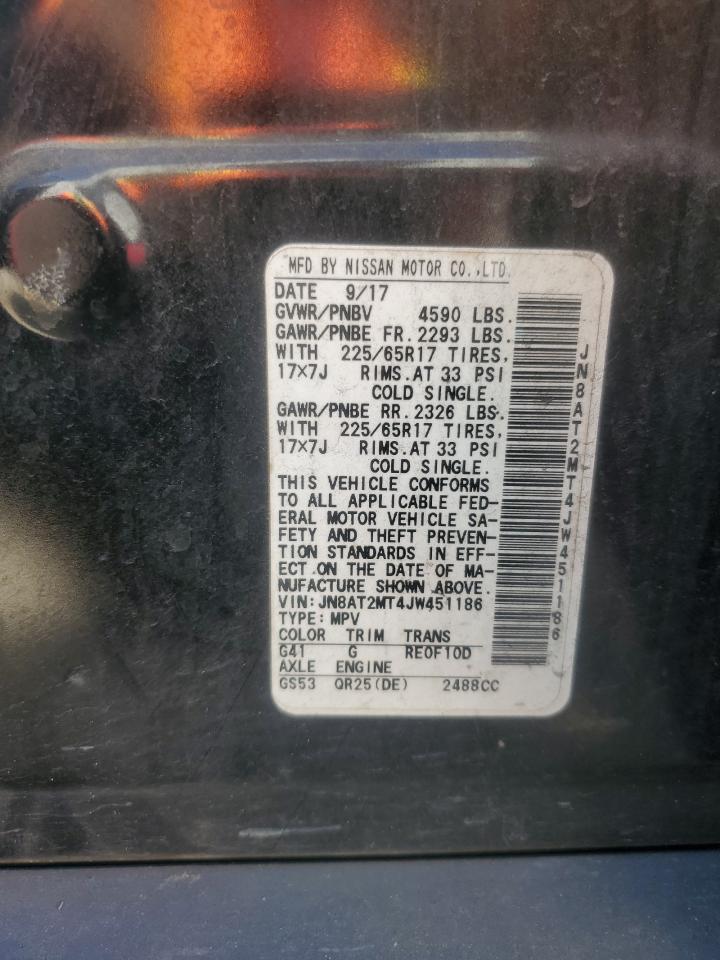 MFD BY NISSAN MOTOR CO.,LTD.
DATE 9/17
GVWR/PNBV 4590 LBS.
GAWR/PNBE FR. 2293 LBS.
WITH 225/65R17 TIRES,
17×7J RIMS.AT 33 PSI
COLD SINGLE.
GAWR/PNBE RR. 2326 LBS.
WITH 225/65R17 TIRES,
17×7J RIMS.AT 33 PSI
COLD SINGLE.
THIS VEHICLE CONFORMS
TO ALL APPLICABLE FED-
ERAL MOTOR VEHICLE SA-
FETY AND THEFT PREVEN-
TION STANDARDS IN EFF-
ECT ON THE DATE OF MA-
NUFACTURE SHOWN ABOVE.
VIN:JN8AT2MT4JW451186
TYPE:MPV
COLOR TRIM TRANS
G41 G RE0F10D
AXLE ENGINE
GS53 QR25(DE) 2488CC
JN8AT2MT4JW451186